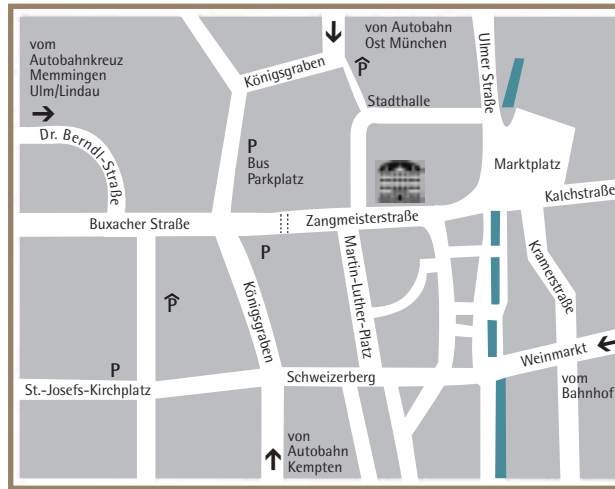 vom
Autobahnkreuz
Memmingen
Ulm/Lindau
von Autobahn
Ost München
Ulmer Straße
Königsgraben
P
Stadthalle
Dr. Berndl-Straße
P
Bus
Parkplatz
Marktplatz
Kalchstraße
Buxacher Straße
Zangmeisterstraße
P
Martin-Luther-Platz
Kramerstraße
Königsgraben
P
Weinmarkt
P
Schweizerberg
St.-Josefs-Kirchplatz
vom
Bahnhof
von
Autobahn
Kempten